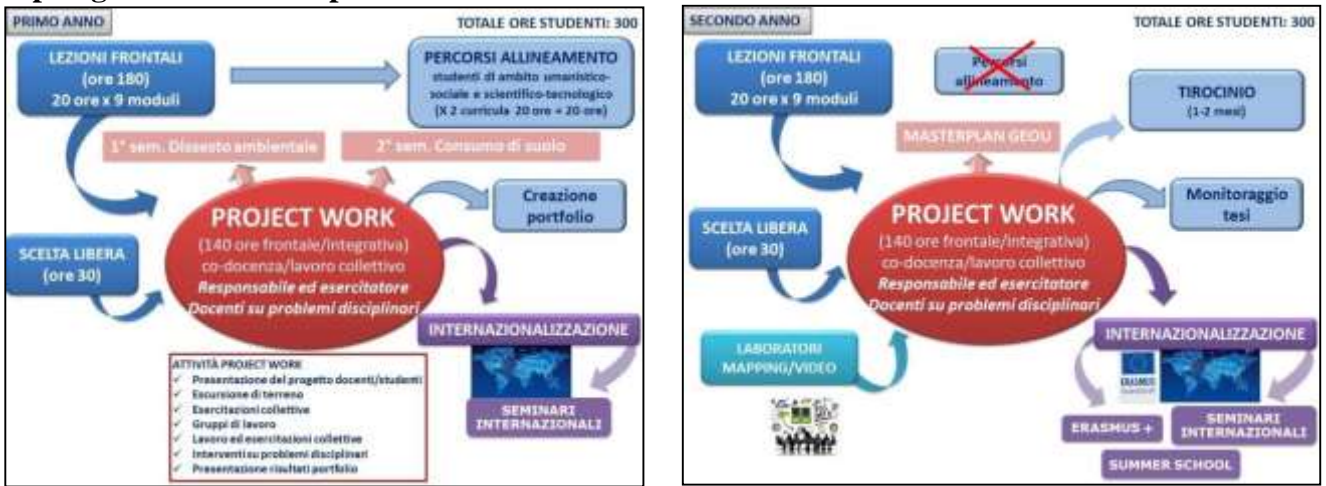 PRIMO ANNO
TOTALE ORE STUDENTI: 300
LEZIONI FRONTALI
(ore 180)
20 ore x 9 moduli
PERCORSI ALLINEAMENTO
studenti di ambito umanistico-
sociale e scientifico-tecnologico
(X 2 curricula 20 ore + 20 ore)
1° sem. Dissesto ambientale
2° sem. Consumo di suolo
PROJECT WORK
(140 ore frontale/integrativa)
co-docenza/lavoro collettivo
Responsabile ed esercitatore
Docenti su problemi disciplinari
Creazione
portfolio
SCELTA LIBERA
(ore 30)
INTERNAZIONALIZZAZIONE
SEMINARI
INTERNAZIONALI
ATTIVITÀ PROJECT WORK
✓ Presentazione del progetto docenti/studenti
✓ Escursione di terreno
✓ Esercitazioni collettive
✓ Gruppi di lavoro
✓ Lavoro ed esercitazioni collettive
✓ Interventi su problemi disciplinari
✓ Presentazione risultati portfolio
SECONDO ANNO
TOTALE ORE STUDENTI: 300
LEZIONI FRONTALI
(ore 180)
20 ore x 9 moduli
Percorsi
allineamento
TIROCINIO
(1-2 mesi)
MASTERPLAN GEOU
PROJECT WORK
(140 ore frontale/integrativa)
co-docenza/lavoro collettivo
Responsabile ed esercitatore
Docenti su problemi disciplinari
Monitoraggio
tesi
SCELTA LIBERA
(ore 30)
LABORATORI
MAPPING/VIDEO
INTERNAZIONALIZZAZIONE
ERASMUS +
SEMINARI
INTERNAZIONALI
SUMMER SCHOOL